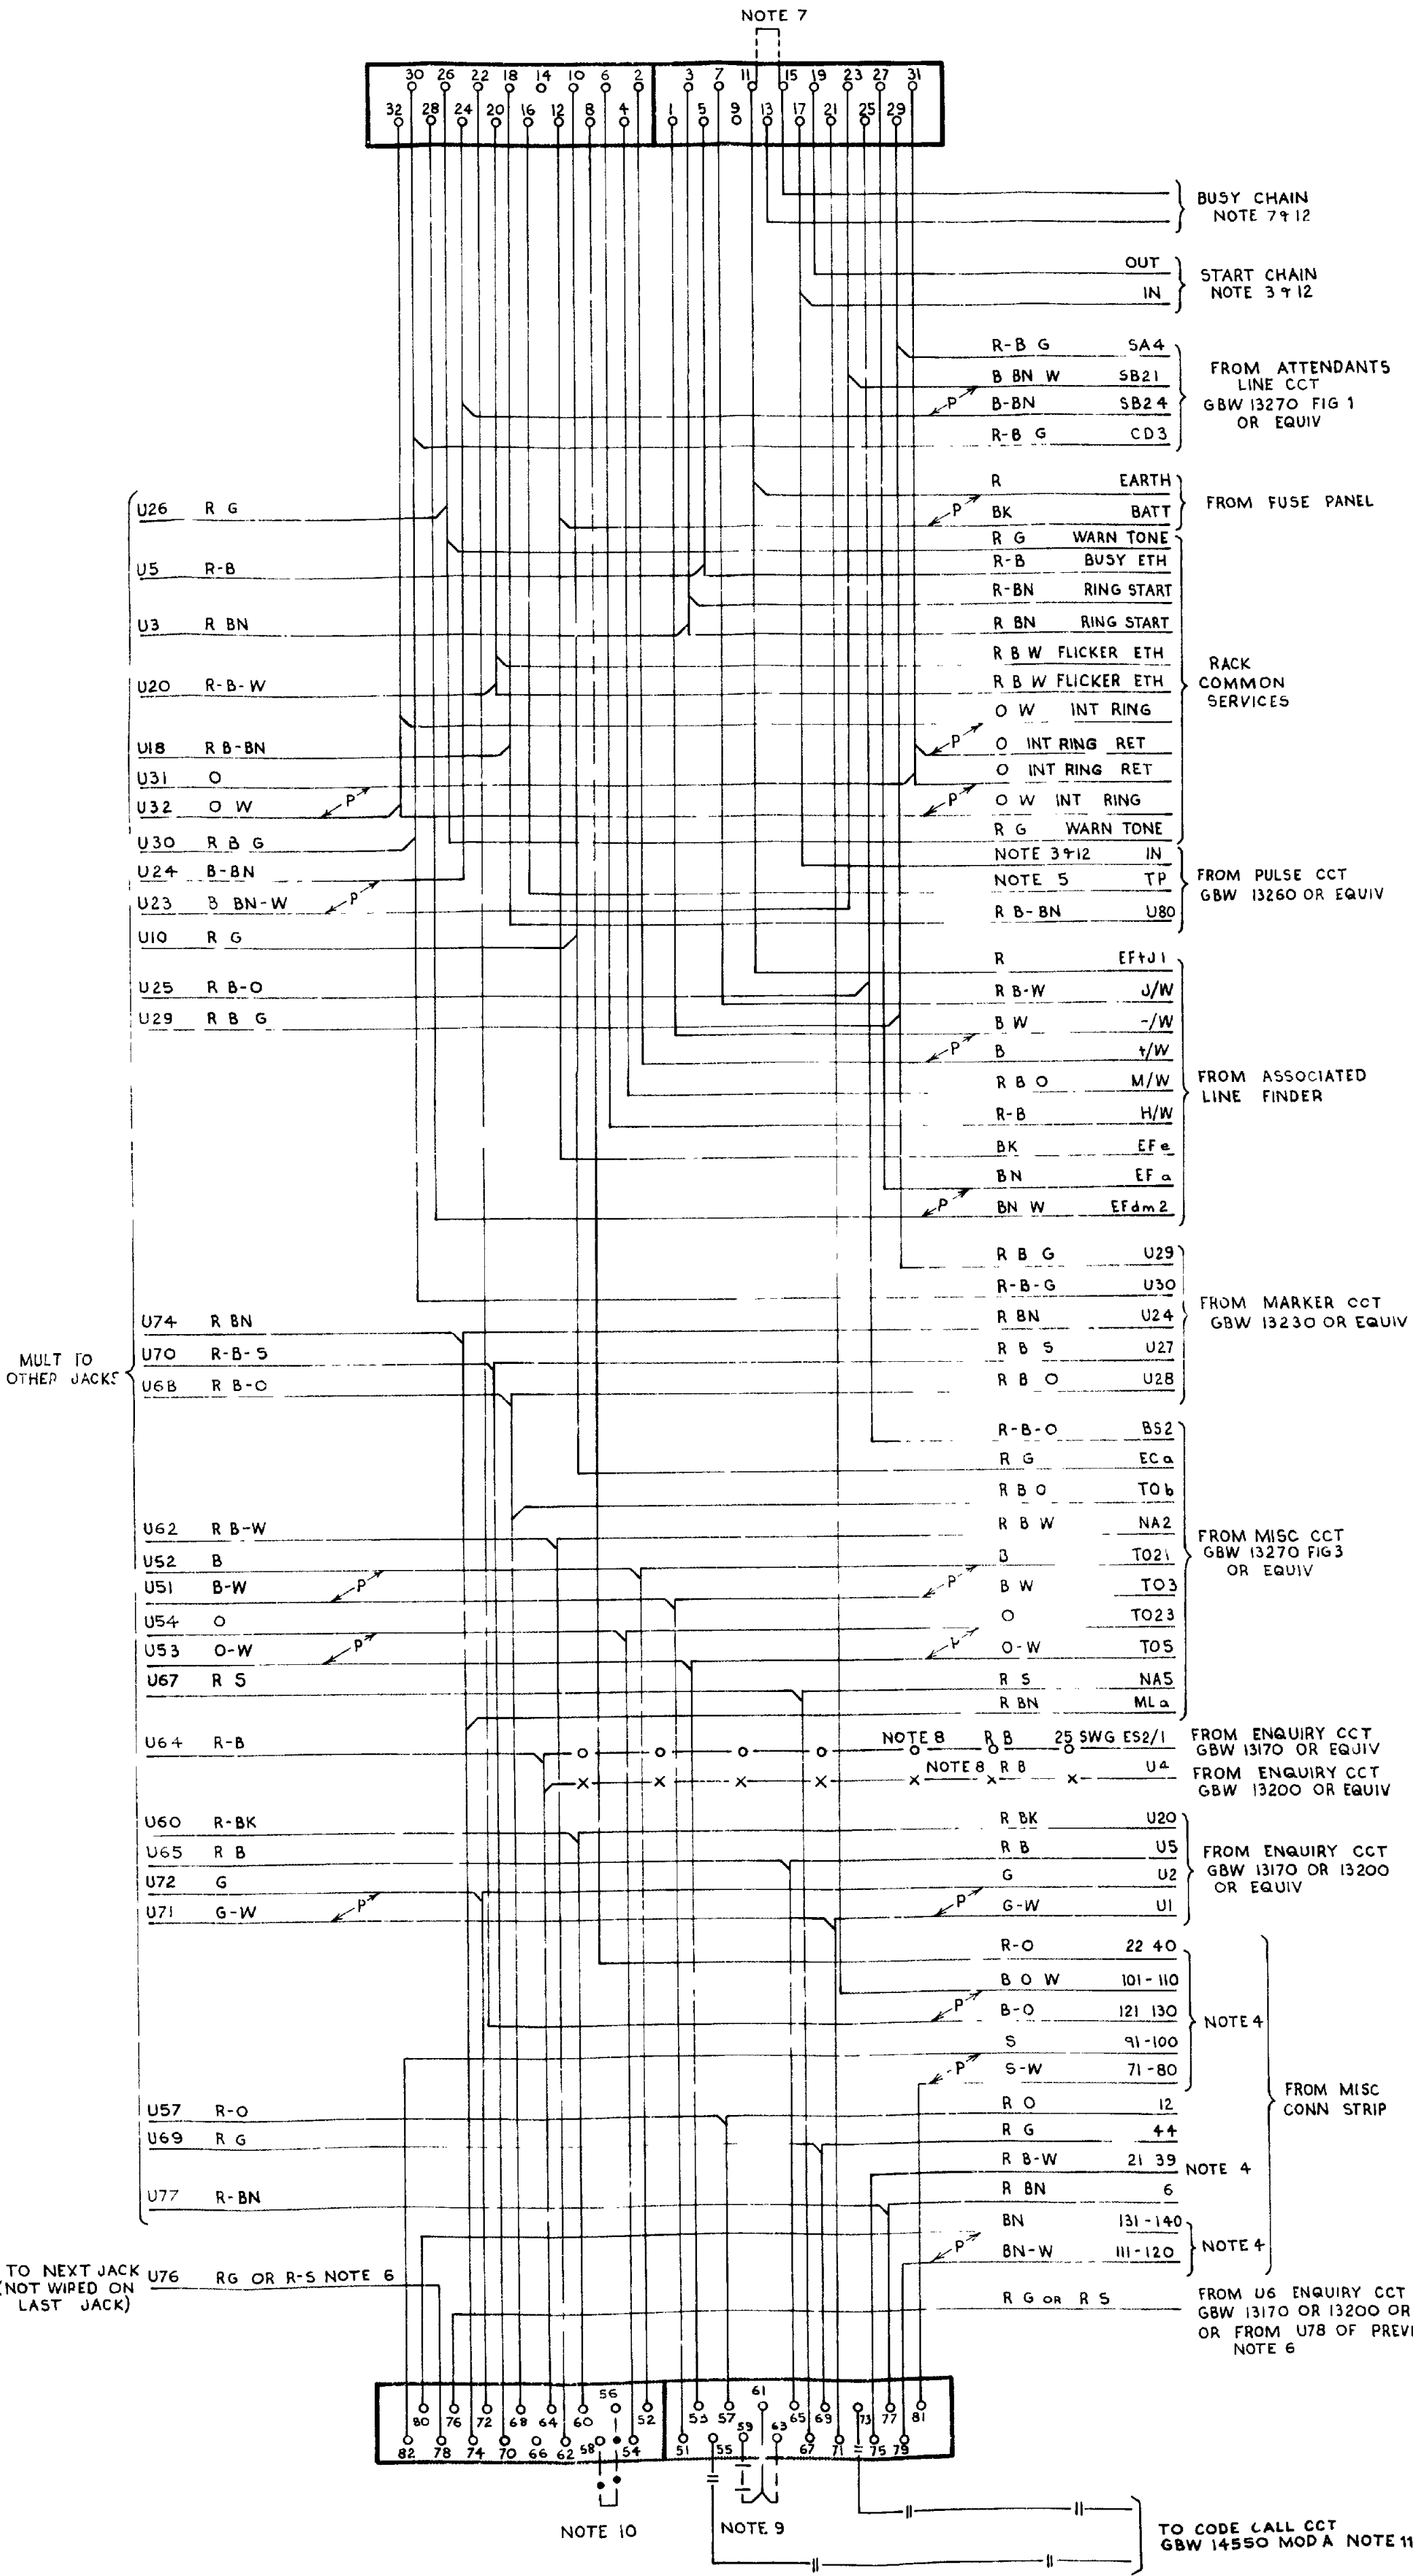 NOTE 7
30 26 22 18 14 10 6 2 3 7 11 15 19 23 27 31
32 28 24 20 16 12 8 4 1 5 9 13 17 21 25 29
BUSY CHAIN
NOTE 7 & 12
OUT
IN
START CHAIN
NOTE 3 & 12
R-B G SA4
B BN W SB21
P
B-BN SB24
R-B G CD3
FROM ATTENDANTS
LINE CCT
GBW 13270 FIG 1
OR EQUIV
R EARTH
P
BK BATT
FROM FUSE PANEL
U26 R G
R G WARN TONE
U5 R-B
R-B BUSY ETH
R-BN RING START
U3 R BN
R BN RING START
R B W FLICKER ETH
U20 R-B-W
R B W FLICKER ETH
O W INT RING
P
U18 R B-BN
O INT RING RET
U31 O
O INT RING RET
P
P
U32 O W
O W INT RING
R G WARN TONE
RACK
COMMON
SERVICES
U30 R B G
NOTE 3 & 12 IN
U24 B-BN
NOTE 5 TP
P
U23 B BN-W
R B-BN U80
FROM PULSE CCT
GBW 13260 OR EQUIV
U10 R G
R EF+J1
U25 R B-O
R B-W J/W
U29 R B G
B W -/W
P
B +/W
R B O M/W
R-B H/W
BK EFe
BN EFa
P
BN W EFdm2
FROM ASSOCIATED
LINE FINDER
R B G U29
R-B-G U30
U74 R BN
R BN U24
U70 R-B-S
R B S U27
U68 R B-O
R B O U28
FROM MARKER CCT
GBW 13230 OR EQUIV
MULT TO
OTHER JACKS
R-B-O BS2
R G ECa
R B O TOb
U62 R B-W
R B W NA2
U52 B
B TO21
P
P
U51 B-W
B W TO3
U54 O
O TO23
P
P
U53 O-W
O-W TO5
U67 R S
R S NA5
R BN MLa
FROM MISC CCT
GBW 13270 FIG 3
OR EQUIV
U64 R-B
NOTE 8 R B 25 SWG ES2/1
FROM ENQUIRY CCT
GBW 13170 OR EQUIV
NOTE 8 R B U4
FROM ENQUIRY CCT
GBW 13200 OR EQUIV
U60 R-BK
R BK U20
U65 R B
R B U5
U72 G
G U2
P
P
U71 G-W
G-W U1
FROM ENQUIRY CCT
GBW 13170 OR 13200
OR EQUIV
R-O 22 40
B O W 101-110
P
B-O 121 130
S 91-100
P
S-W 71-80
NOTE 4
U57 R-O
R O 12
U69 R G
R G 44
R B-W 21 39 NOTE 4
U77 R-BN
R BN 6
BN 131-140
P
BN-W 111-120
NOTE 4
FROM MISC
CONN STRIP
TO NEXT JACK
(NOT WIRED ON
LAST JACK)
U76 RG OR R-S NOTE 6
R G OR R S
FROM U6 ENQUIRY CCT
GBW 13170 OR 13200 OR
OR FROM U78 OF
NOTE 6
80 76 72 68 64 60 56 52 53 57 61 65 69 73 77 81
82 78 74 70 66 62 58 54 51 55 59 63 67 71 75 79
NOTE 10
NOTE 9
TO CODE CALL CCT
GBW 14550 MOD A NOTE 11